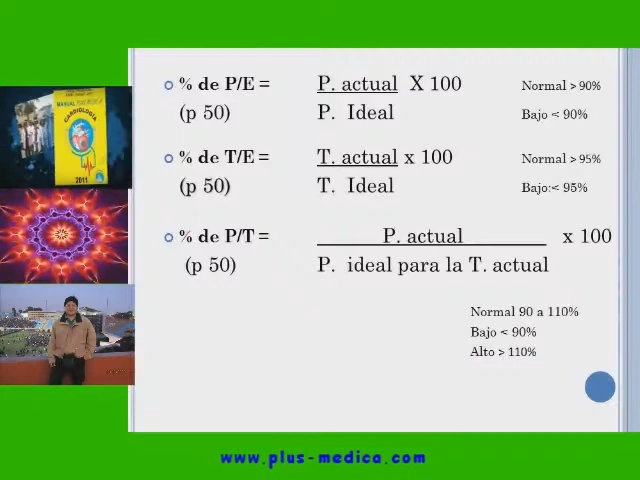 % de P/E = P. actual X 100 Normal > 90%
(p 50) P. Ideal Bajo < 90%
% de T/E = T. actual x 100 Normal > 95%
(p 50) T. Ideal Bajo:< 95%
% de P/T = P. actual x 100
(p 50) P. ideal para la T. actual
Normal 90 a 110%
Bajo < 90%
Alto > 110%
CARDIOLOGÍA
2011
www.plus-medica.com